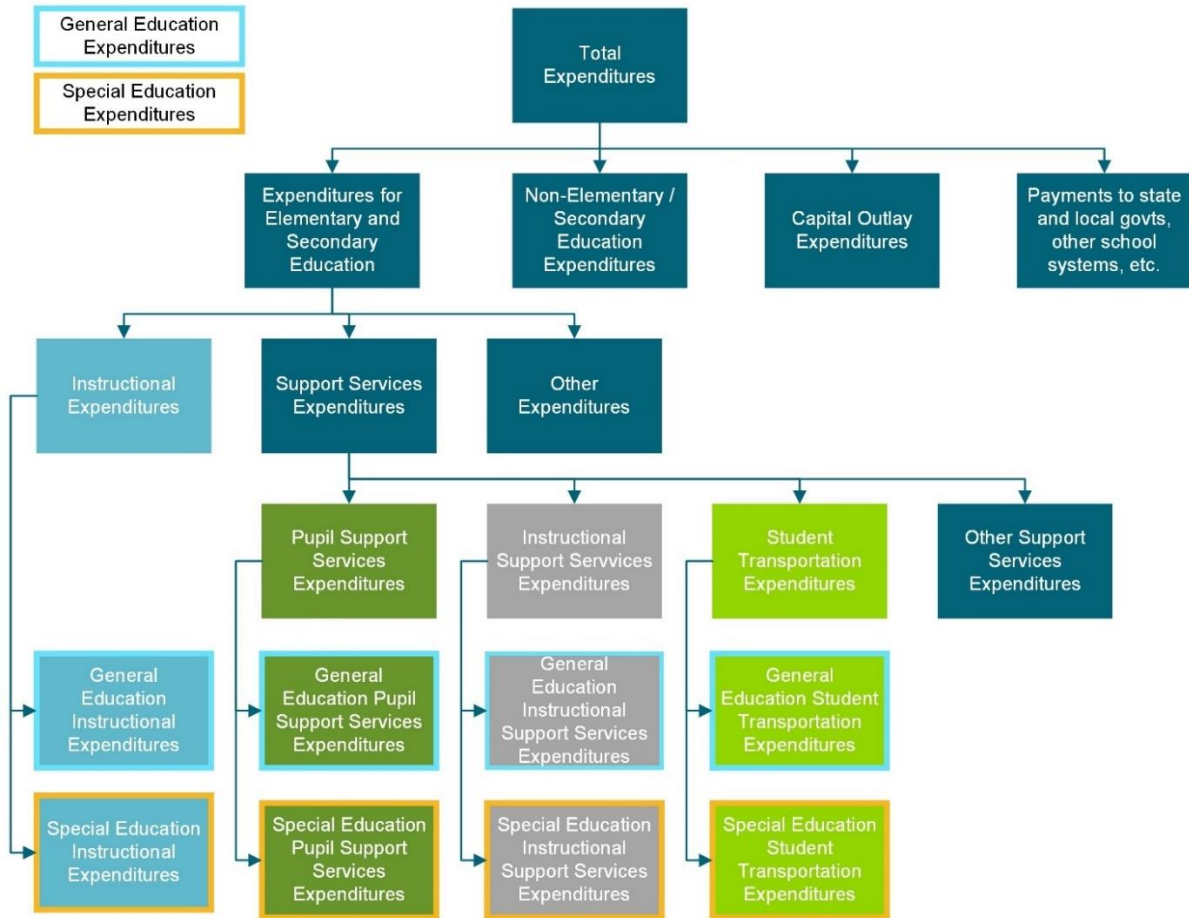 General Education
Expenditures
Special Education
Expenditures
Total
Expenditures
Expenditures for
Elementary and
Secondary
Education
Non-Elementary /
Secondary
Education
Expenditures
Capital Outlay
Expenditures
Payments to state
and local govts,
other school
systems, etc.
Instructional
Expenditures
Support Services
Expenditures
Other
Expenditures
Pupil Support
Services
Expenditures
Instructional
Support Servvices
Expenditures
Student
Transportation
Expenditures
Other Support
Services
Expenditures
General
Education
Instructional
Expenditures
General
Education Pupil
Support Services
Expenditures
General
Education
Instructional
Support Services
Expenditures
General
Education Student
Transportation
Expenditures
Special Education
Instructional
Expenditures
Special Education
Pupil Support
Services
Expenditures
Special Education
Instructional
Support Services
Expenditures
Special Education
Student
Transportation
Expenditures